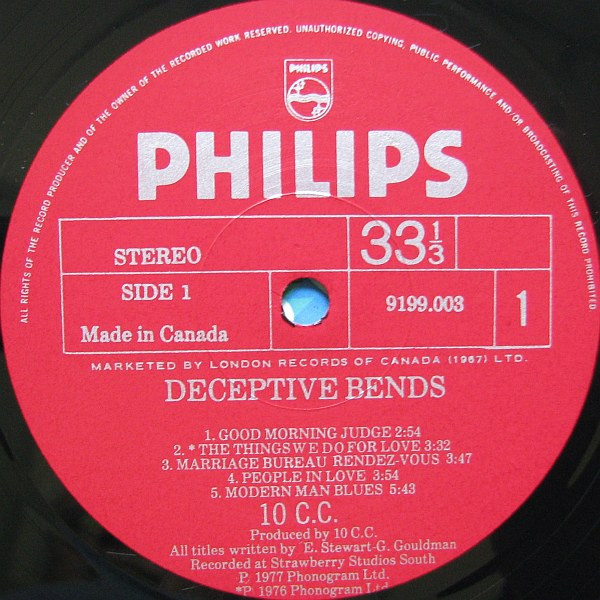 ALL RIGHTS OF THE RECORD PRODUCER AND OF THE OWNER OF THE RECORDED WORK RESERVED. UNAUTHORIZED COPYING, PUBLIC PERFORMANCE AND/OR BROADCASTING OF THIS RECORD PROHIBITED
PHILIPS
PHILIPS
STEREO 33⅓
SIDE 1 9199.003 1
Made in Canada
MARKETED BY LONDON RECORDS OF CANADA (1967) LTD.
DECEPTIVE BENDS
1. GOOD MORNING JUDGE 2:54
2. * THE THINGS WE DO FOR LOVE 3:32
3. MARRIAGE BUREAU RENDEZ-VOUS 3:47
4. PEOPLE IN LOVE 3:54
5. MODERN MAN BLUES 5:43
10 C.C.
Produced by 10 C.C.
All titles written by E. Stewart-G. Gouldman
Recorded at Strawberry Studios South
P. 1977 Phonogram Ltd.
*P. 1976 Phonogram Ltd.